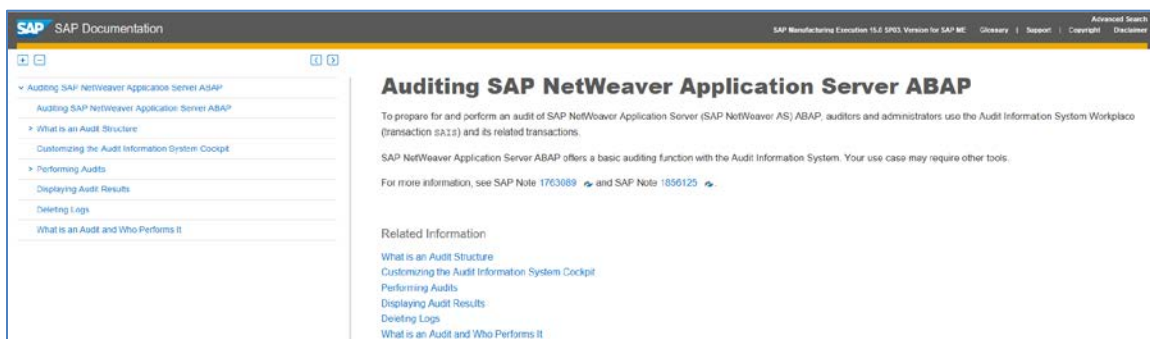 SAP SAP Documentation
Advanced Search
SAP Manufacturing Execution 15.0 SP03, Version for SAP ME Glossary | Support | Copyright Disclaimer
Auditing SAP NetWeaver Application Server ABAP
Auditing SAP NetWeaver Application Server ABAP
What is an Audit Structure
Customizing the Audit Information System Cockpit
Performing Audits
Displaying Audit Results
Deleting Logs
What is an Audit and Who Performs It
Auditing SAP NetWeaver Application Server ABAP
To prepare for and perform an audit of SAP NetWeaver Application Server (SAP NetWeaver AS) ABAP, auditors and administrators use the Audit Information System Workplace
(transaction SAIS) and its related transactions.
SAP NetWeaver Application Server ABAP offers a basic auditing function with the Audit Information System. Your use case may require other tools.
For more information, see SAP Note 1763089 and SAP Note 1856125 .
Related Information
What is an Audit Structure
Customizing the Audit Information System Cockpit
Performing Audits
Displaying Audit Results
Deleting Logs
What is an Audit and Who Performs It